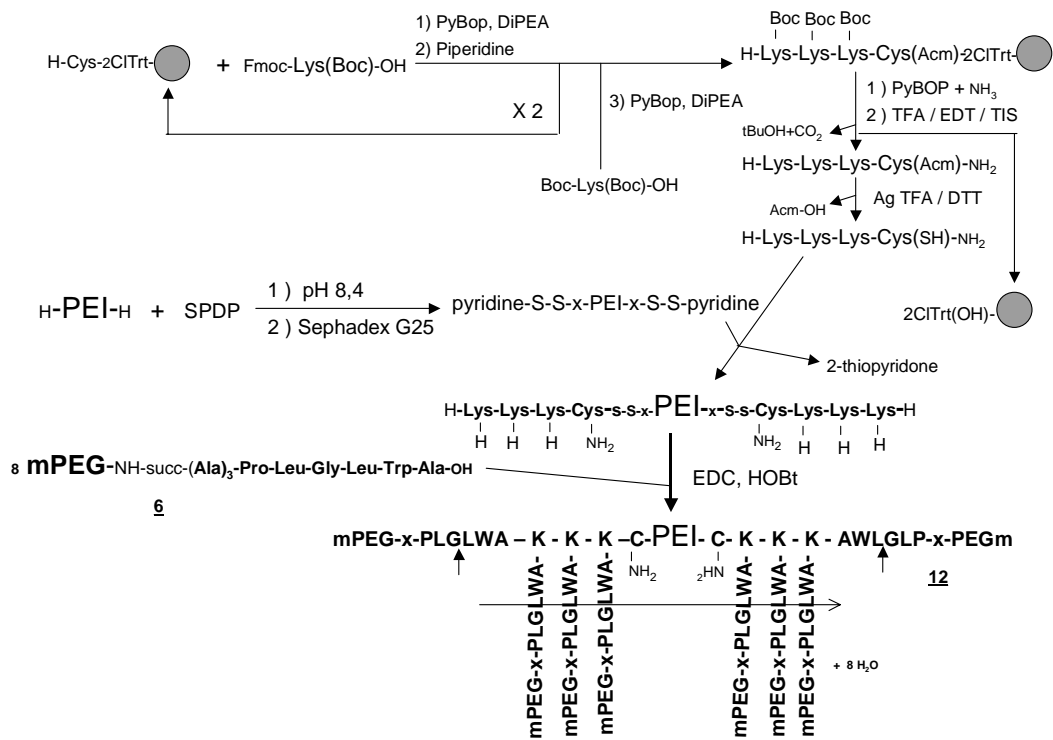 H-Cys-2ClTrt-
+
Fmoc-Lys(Boc)-OH
1) PyBop, DiPEA
2) Piperidine
X 2
3) PyBop, DiPEA
Boc-Lys(Boc)-OH
Boc Boc Boc
H-Lys-Lys-Lys-Cys(Acm)-2ClTrt-
1 ) PyBOP + NH3
2 ) TFA / EDT / TIS
tBuOH+CO2
H-Lys-Lys-Lys-Cys(Acm)-NH2
Acm-OH
Ag TFA / DTT
H-Lys-Lys-Lys-Cys(SH)-NH2
2ClTrt(OH)-
H-PEI-H + SPDP
1 ) pH 8,4
2 ) Sephadex G25
pyridine-S-S-x-PEI-x-S-S-pyridine
2-thiopyridone
H-Lys-Lys-Lys-Cys-s-S-x-PEI-x-S-s-Cys-Lys-Lys-Lys-H
H H H NH2 NH2 H H H
8 mPEG-NH-succ-(Ala)3-Pro-Leu-Gly-Leu-Trp-Ala-OH
6
EDC, HOBt
mPEG-x-PLGLWA – K - K - K –C-PEI- C - K - K - K - AWLGLP-x-PEGm
NH2 2HN
12
mPEG-x-PLGLWA-
mPEG-x-PLGLWA-
mPEG-x-PLGLWA-
mPEG-x-PLGLWA-
mPEG-x-PLGLWA-
mPEG-x-PLGLWA-
+ 8 H2O